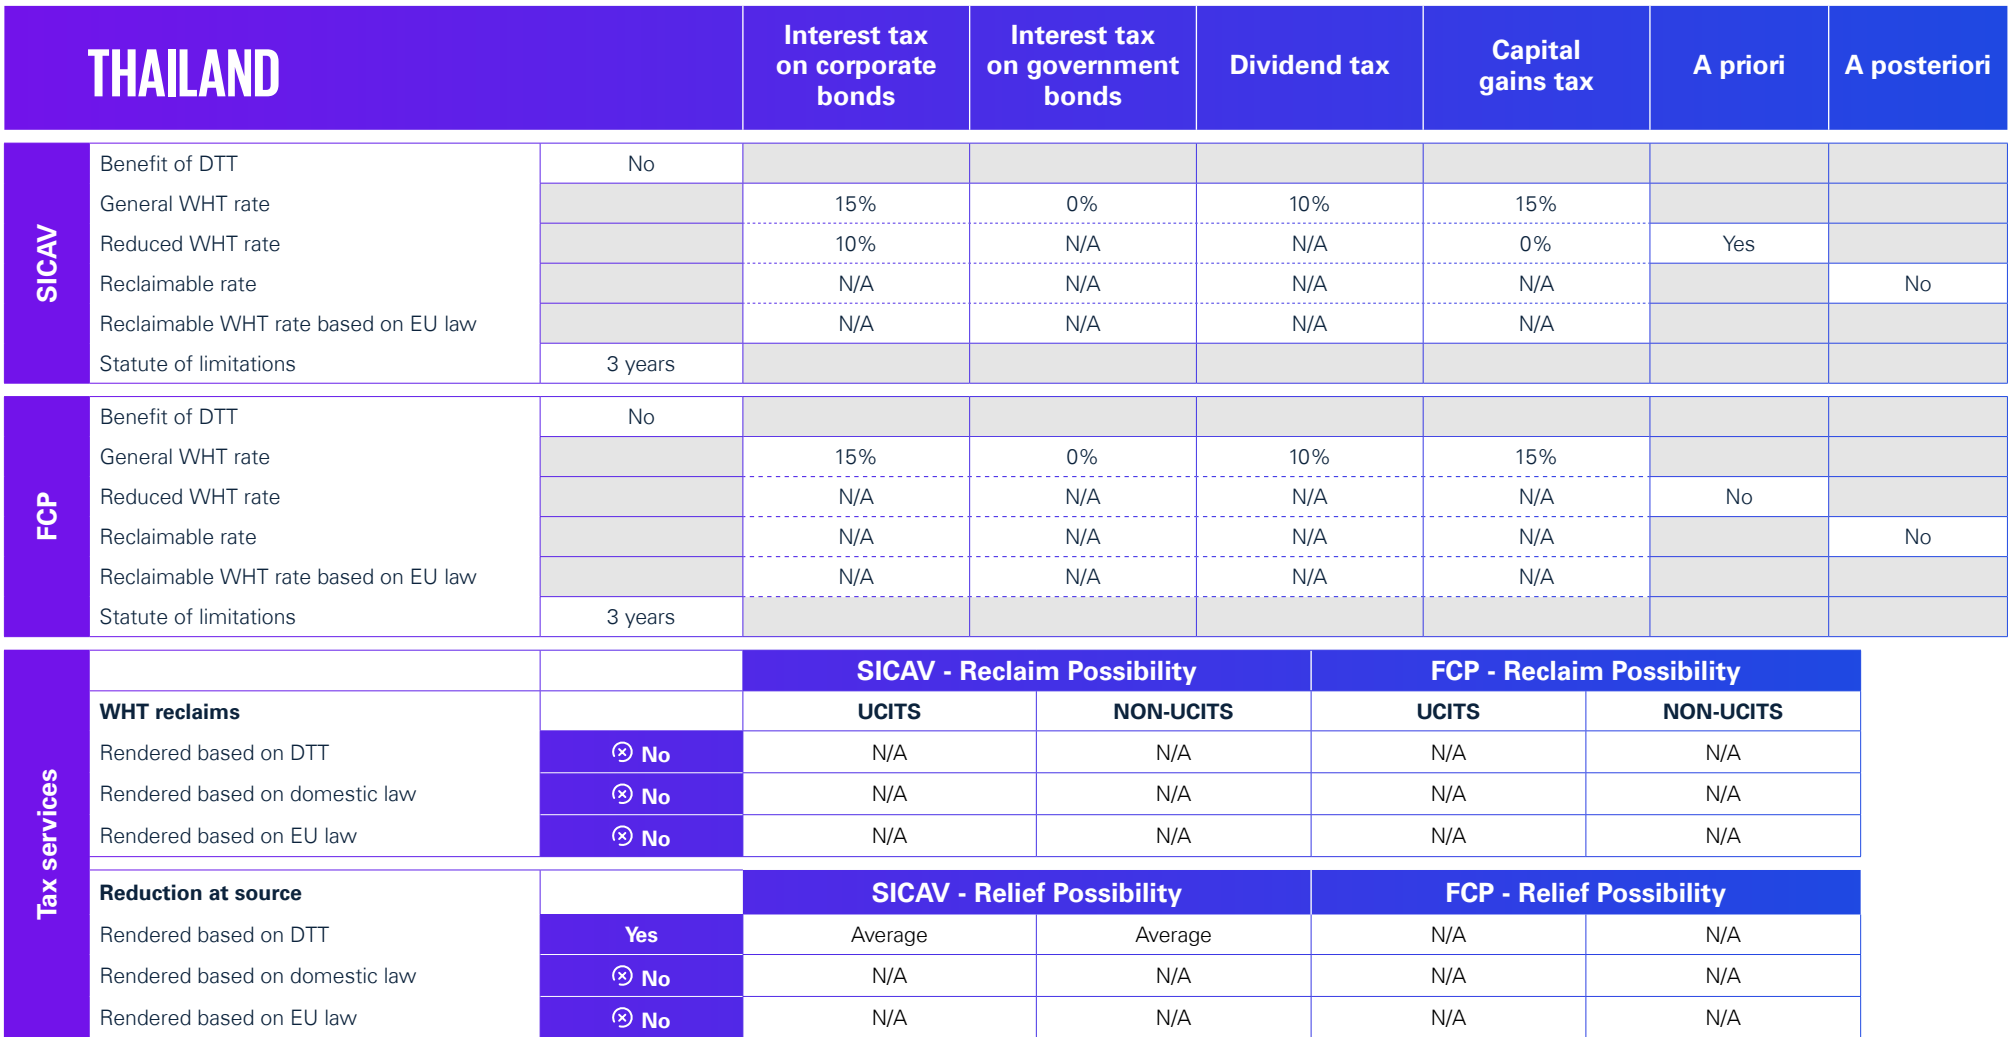 THAILAND
Interest tax on corporate bonds
Interest tax on government bonds
Dividend tax
Capital gains tax
A priori
A posteriori
SICAV
Benefit of DTT No
General WHT rate 15% 0% 10% 15%
Reduced WHT rate 10% N/A N/A 0% Yes
Reclaimable rate N/A N/A N/A N/A No
Reclaimable WHT rate based on EU law N/A N/A N/A N/A
Statute of limitations 3 years
FCP
Benefit of DTT No
General WHT rate 15% 0% 10% 15%
Reduced WHT rate N/A N/A N/A N/A No
Reclaimable rate N/A N/A N/A N/A No
Reclaimable WHT rate based on EU law N/A N/A N/A N/A
Statute of limitations 3 years
Tax services
SICAV - Reclaim Possibility FCP - Reclaim Possibility
WHT reclaims UCITS NON-UCITS UCITS NON-UCITS
Rendered based on DTT No N/A N/A N/A N/A
Rendered based on domestic law No N/A N/A N/A N/A
Rendered based on EU law No N/A N/A N/A N/A
Reduction at source SICAV - Relief Possibility FCP - Relief Possibility
Rendered based on DTT Yes Average Average N/A N/A
Rendered based on domestic law No N/A N/A N/A N/A
Rendered based on EU law No N/A N/A N/A N/A